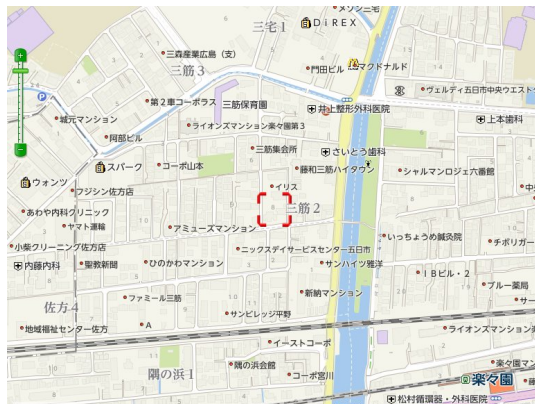 メゾン三宅
三宅1
DiREX
三森産業広島（支）
三筋3
門田ビル
マクドナルド
ヴェルディ五日市中央ウエスト
第2車コーポラス
三筋保育園
井上整形外科医院
城元マンション
ライオンズマンション楽々園第3
上本歯科
阿部ビル
三筋集会所
さいとう歯科
スパーク
コーポ山本
藤和三筋ハイタウン
シャルマンロジェ六番館
ウォンツ
フジシン佐方店
イリス
中
あわや内科クリニック
8
三筋2
ヤマト運輸
アミューズマンション
いっちょうめ鍼灸院
チボリガー
小柴クリーニング佐方店
ニックスデイサービスセンター五日市
内藤内科
聖教新聞
ひのかわマンション
サンハイツ雅洋
IBビル・2
ブルー薬局
佐方4
ファミール三筋
新納マンション
サー
地域福祉センター佐方
A
サンビレッジ平野
ライオンズマンション
イーストコーポ
隅の浜1
隅の浜会館
コーポ宮川
楽々園マン
楽々園
松村循環器・外科医院